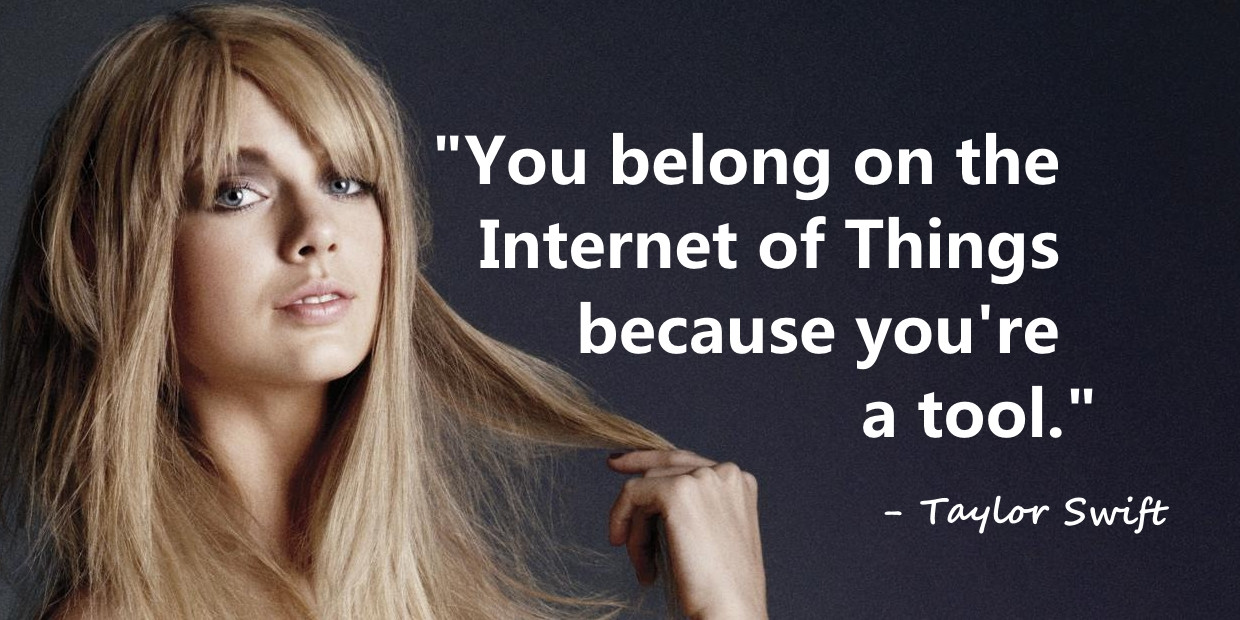 "You belong on the
Internet of Things
because you're
a tool."
- Taylor Swift